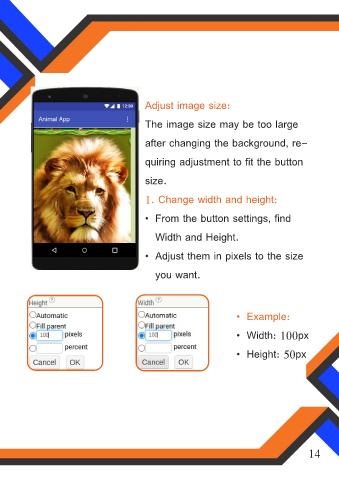 12:00
Animal App
Adjust image size:
The image size may be too large
after changing the background, re-
quiring adjustment to fit the button
size.
1. Change width and height:
• From the button settings, find
Width and Height.
• Adjust them in pixels to the size
you want.
Height ?
Automatic
Fill parent
100 pixels
percent
Cancel OK
Width ?
Automatic
Fill parent
100 pixels
percent
Cancel OK
• Example:
• Width: 100px
• Height: 50px
14